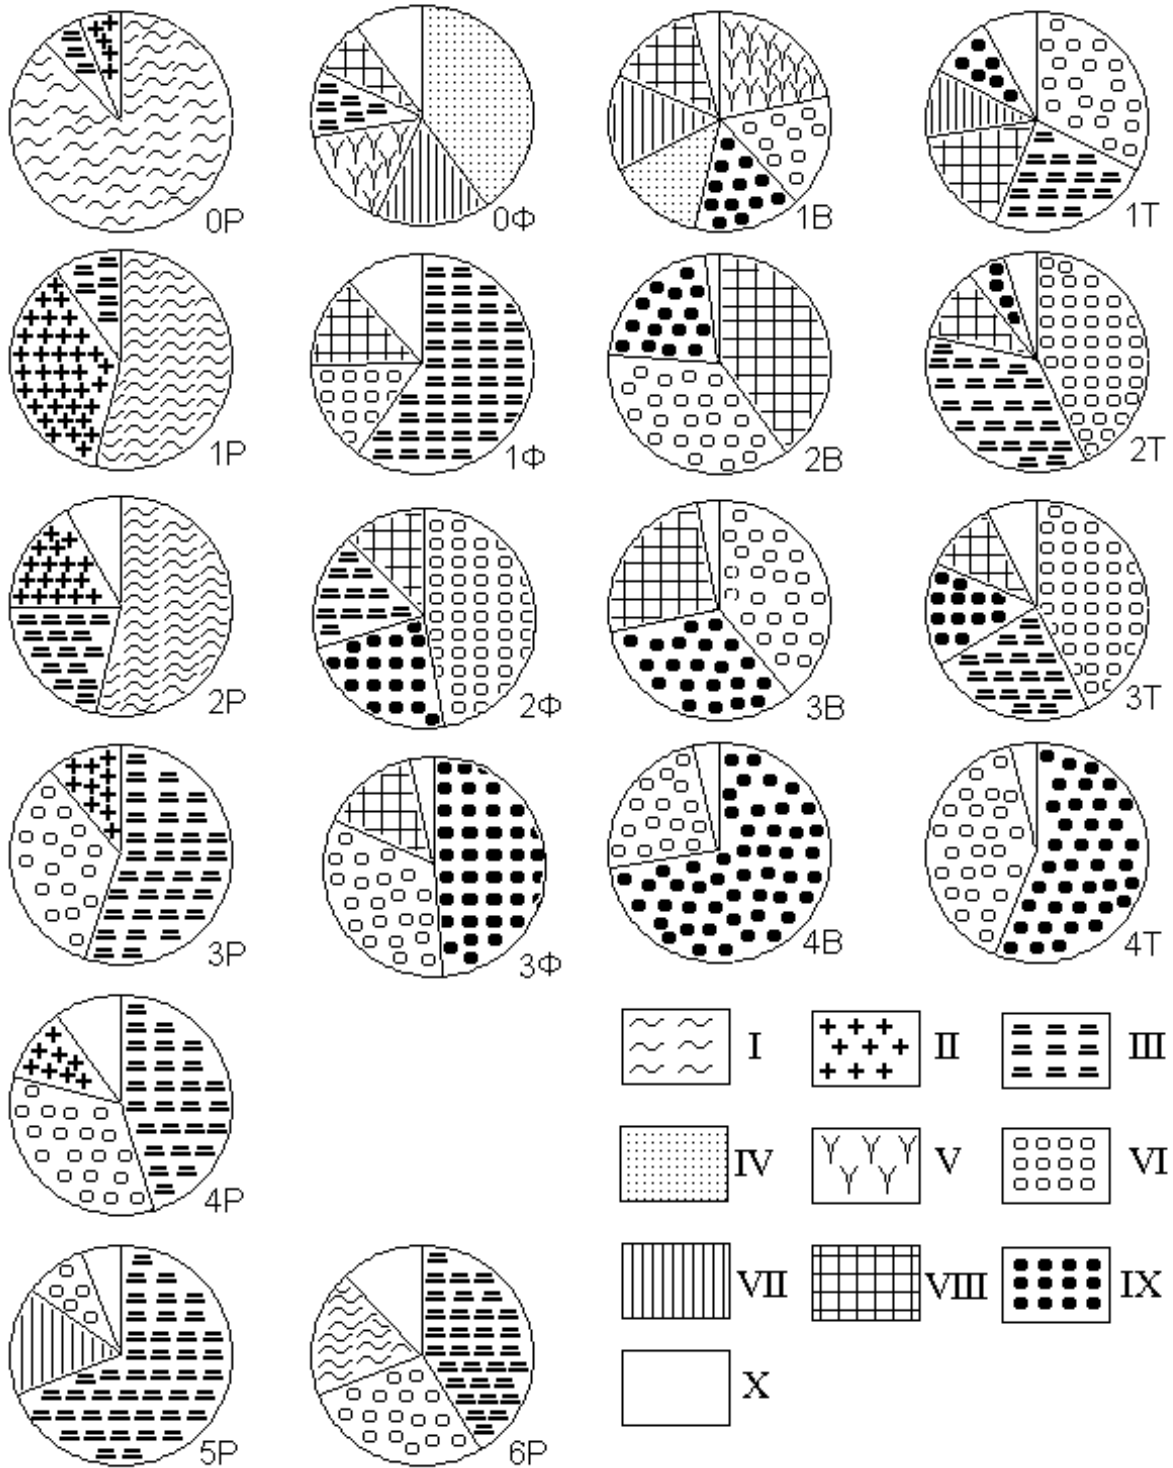 0Р 0Ф 1В 1Т
1Р 1Ф 2В 2Т
2Р 2Ф 3В 3Т
3Р 3Ф 4В 4Т
I II III
4Р IV V VI
VII VIII IX
X
5Р 6Р